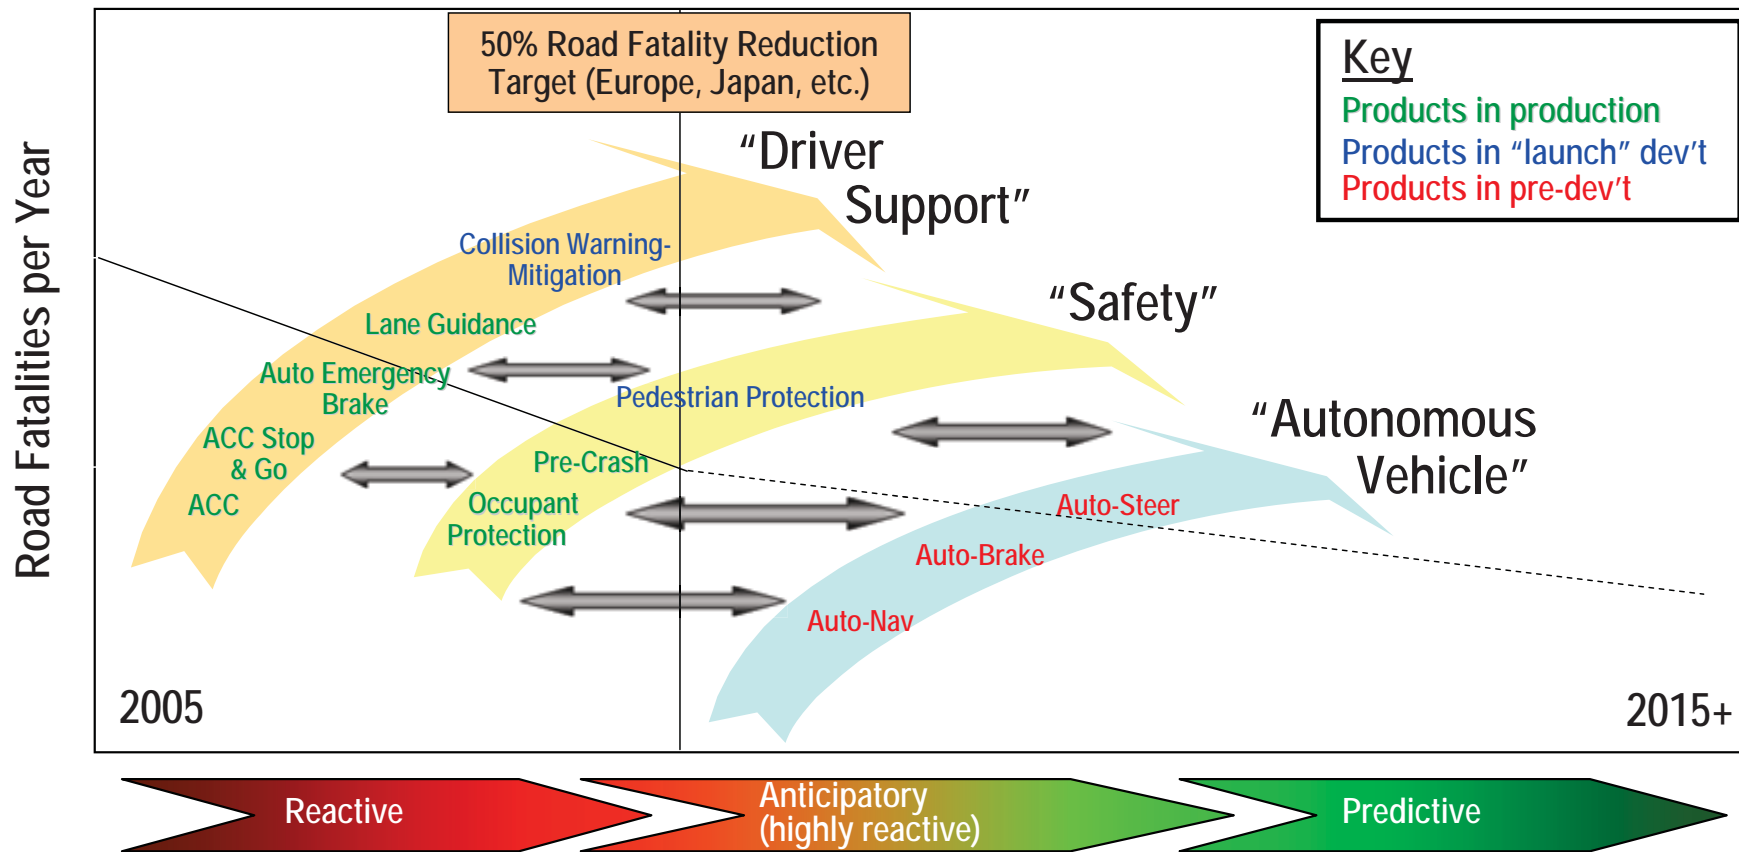 50% Road Fatality Reduction
Target (Europe, Japan, etc.)
Key
Products in production
Products in “launch” dev't
Products in pre-dev't
Road Fatalities per Year
“Driver
Support”
Collision Warning-
Mitigation
Lane Guidance
Auto Emergency
Brake
ACC Stop
& Go
ACC
“Safety”
Pedestrian Protection
Pre-Crash
Occupant
Protection
“Autonomous
Vehicle”
Auto-Steer
Auto-Brake
Auto-Nav
2005
2015+
Reactive
Anticipatory
(highly reactive)
Predictive